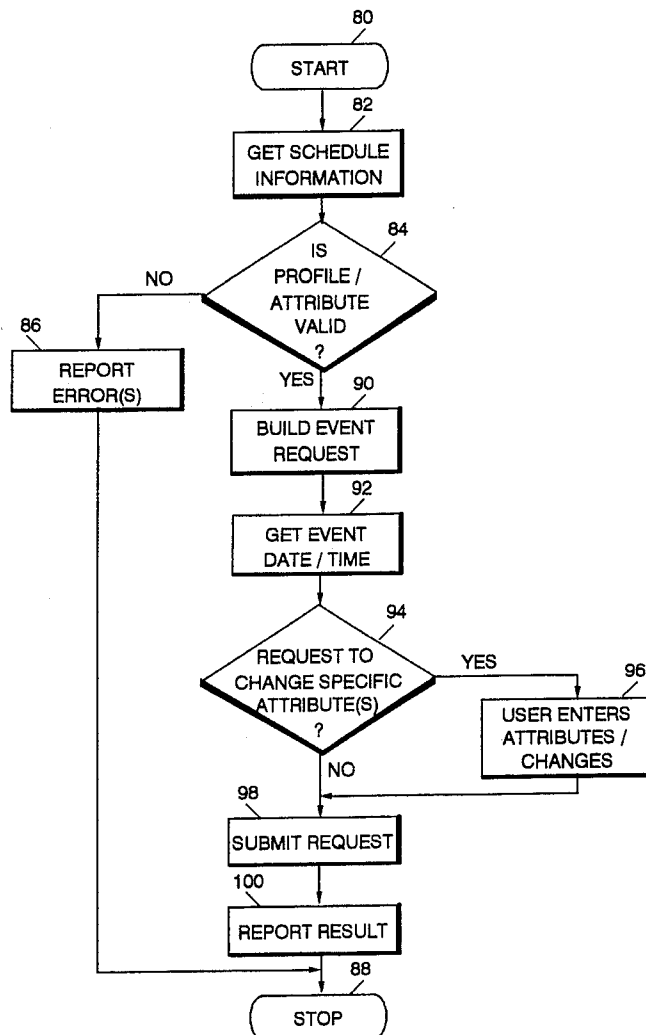 80
START
82
GET SCHEDULE
INFORMATION
84
IS
PROFILE /
ATTRIBUTE
VALID
?
NO
86
REPORT
ERROR(S)
YES
90
BUILD EVENT
REQUEST
92
GET EVENT
DATE / TIME
94
REQUEST TO
CHANGE SPECIFIC
ATTRIBUTE(S)
?
YES
96
USER ENTERS
ATTRIBUTES /
CHANGES
NO
98
SUBMIT REQUEST
100
REPORT RESULT
88
STOP